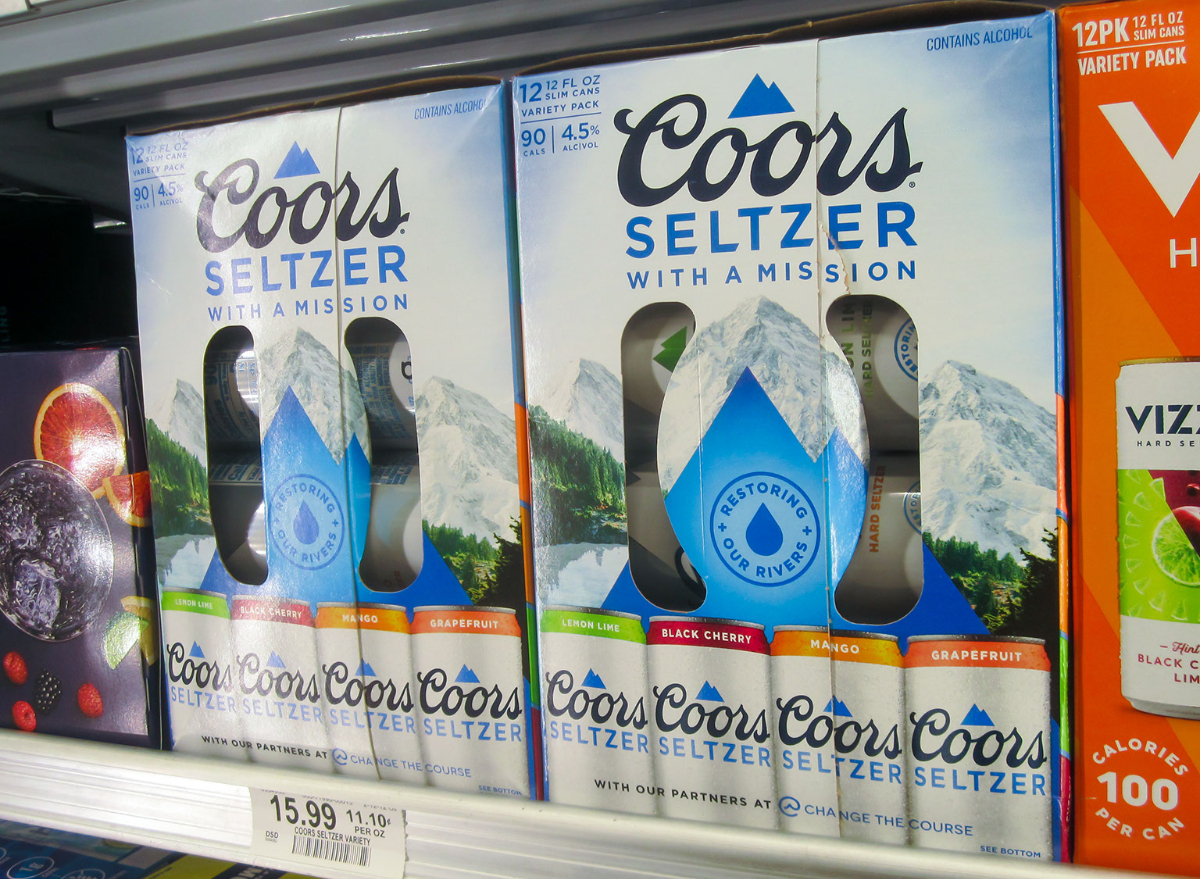 12 12 FL OZ
SLIM CANS
VARIETY PACK
90 CALS | 4.5% ALC/VOL
CONTAINS ALCOHOL
Coors
SELTZER
WITH A MISSION
RESTORING
OUR RIVERS
LEMON LIME
BLACK CHERRY
MANGO
GRAPEFRUIT
Coors
SELTZER
Coors
SELTZER
Coors
SELTZER
Coors
SELTZER
WITH OUR PARTNERS AT CHANGE THE COURSE
SEE BOTTOM
12 12 FL OZ
SLIM CANS
VARIETY PACK
90 CALS | 4.5% ALC/VOL
CONTAINS ALCOHOL
Coors®
SELTZER
WITH A MISSION
HARD SELTZER
HARD SELTZER
RESTORING
OUR RIVERS
LEMON LIME
BLACK CHERRY
MANGO
GRAPEFRUIT
Coors
SELTZER
Coors
SELTZER
Coors
SELTZER
Coors
SELTZER
WITH OUR PARTNERS AT CHANGE THE COURSE
SEE BOTTOM
12PK 12 FL OZ
SLIM CANS
VARIETY PACK
V
H
VIZZ
HARD SE
BLACK C
LIM
CALORIES
100
PER CAN
15.99 11.10¢
PER OZ
DSD
COORS SELTZER VARIETY